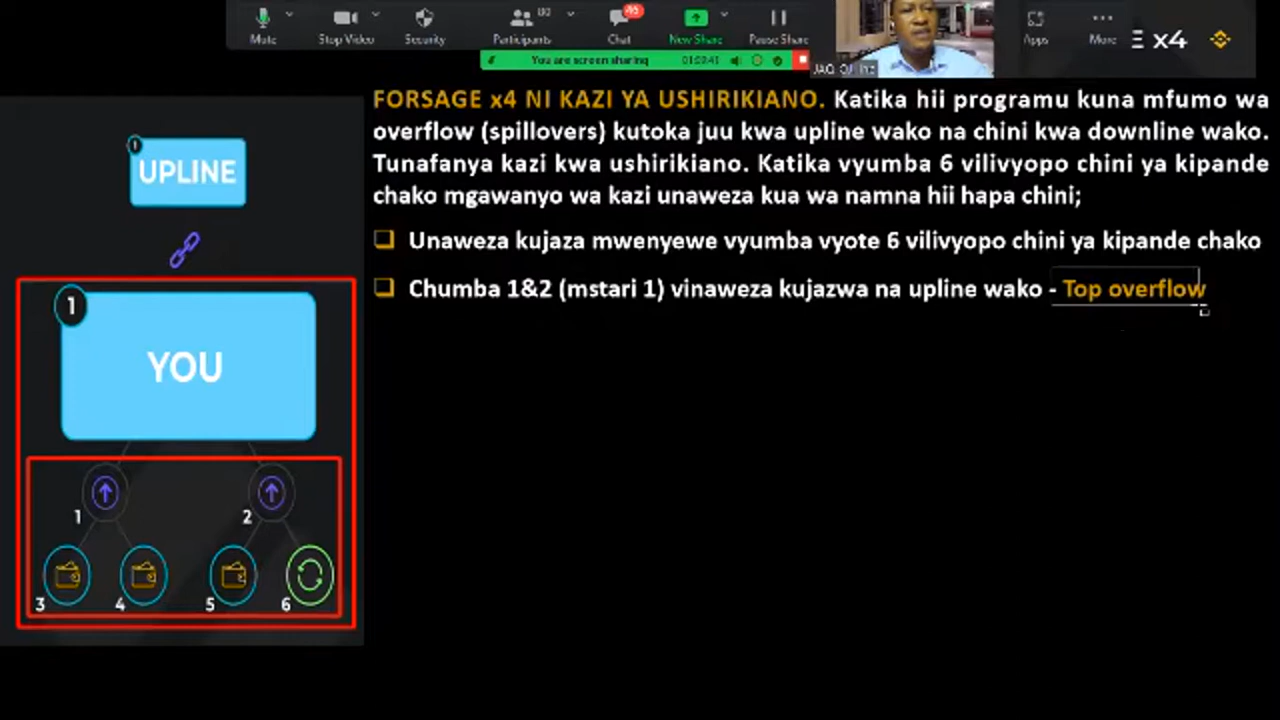 Mute
Stop Video
Security
Participants
80
Chat
New Share
Pause Share
Apps
More
x4
You are screen sharing
FORSAGE x4 NI KAZI YA USHIRIKIANO. Katika hii programu kuna mfumo wa
overflow (spillovers) kutoka juu kwa upline wako na chini kwa downline wako.
Tunafanya kazi kwa ushirikiano. Katika vyumba 6 vilivyopo chini ya kipande
chako mgawanyo wa kazi unaweza kua wa namna hii hapa chini;
Unaweza kujaza mwenyewe vyumba vyote 6 vilivyopo chini ya kipande chako
Chumba 1&2 (mstari 1) vinaweza kujazwa na upline wako - Top overflow
1
UPLINE
1
YOU
1
2
3
4
5
6